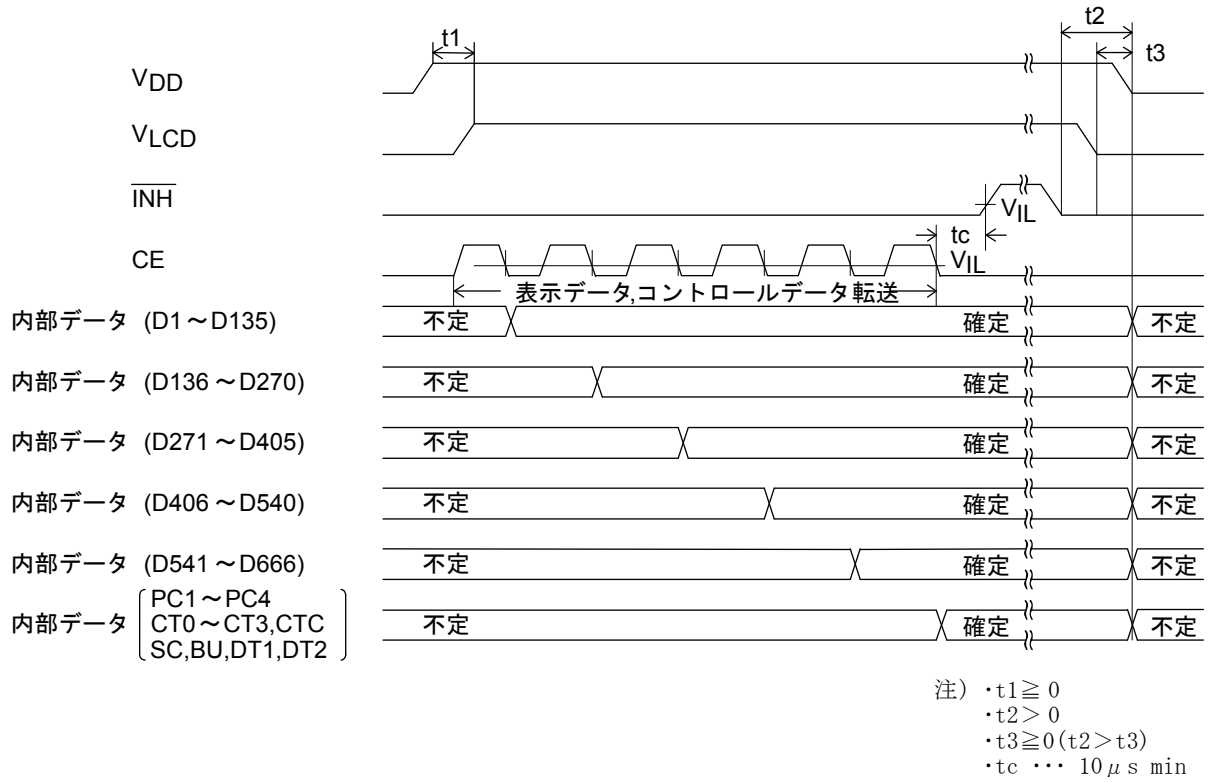 t1
t2
t3
VDD
VLCD
INH
VIL
tc
CE
VIL
表示データ,コントロールデータ転送
内部データ (D1～D135) 不定 確定 不定
内部データ (D136～D270) 不定 確定 不定
内部データ (D271～D405) 不定 確定 不定
内部データ (D406～D540) 不定 確定 不定
内部データ (D541～D666) 不定 確定 不定
PC1～PC4
内部データ CT0～CT3,CTC 不定 確定 不定
SC,BU,DT1,DT2
注) ・t1≧0
・t2＞0
・t3≧0(t2＞t3)
・tc ･･･ 10μs min